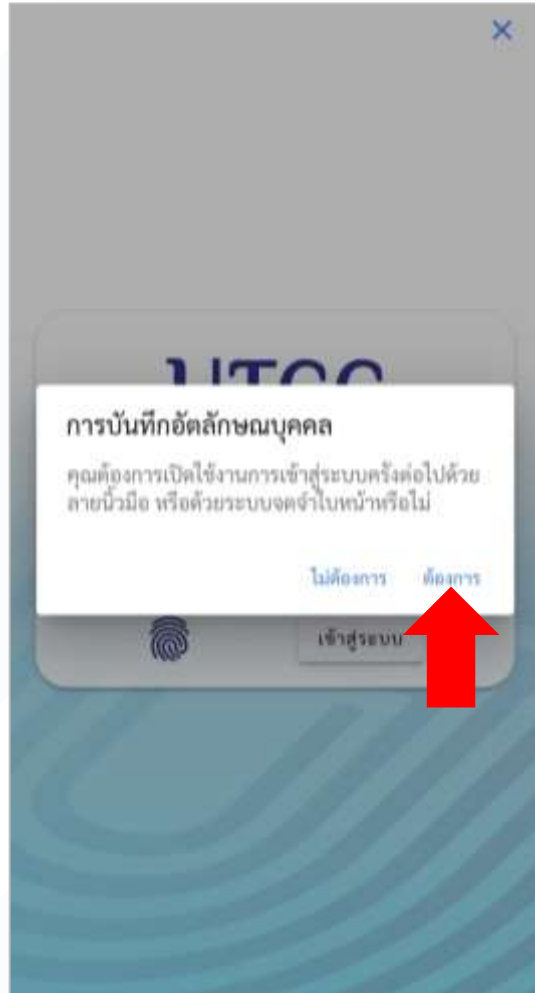 UTCC
การบันทึกอัตลักษณบุคคล
คุณต้องการเปิดใช้งานการเข้าสู่ระบบครั้งต่อไปด้วย
ลายนิ้วมือ หรือด้วยระบบจดจำใบหน้าหรือไม่
ไม่ต้องการ ต้องการ
เข้าสู่ระบบ